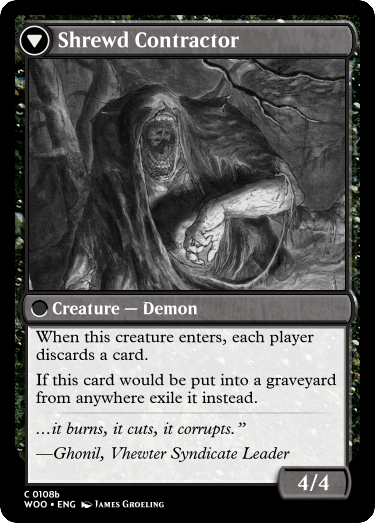 Shrewd Contractor
Creature — Demon
When this creature enters, each player
discards a card.
If this card would be put into a graveyard
from anywhere exile it instead.
...it burns, it cuts, it corrupts.”
—Ghonil, Vhewter Syndicate Leader
4/4
C 0108b
WOO • ENG James Groeling